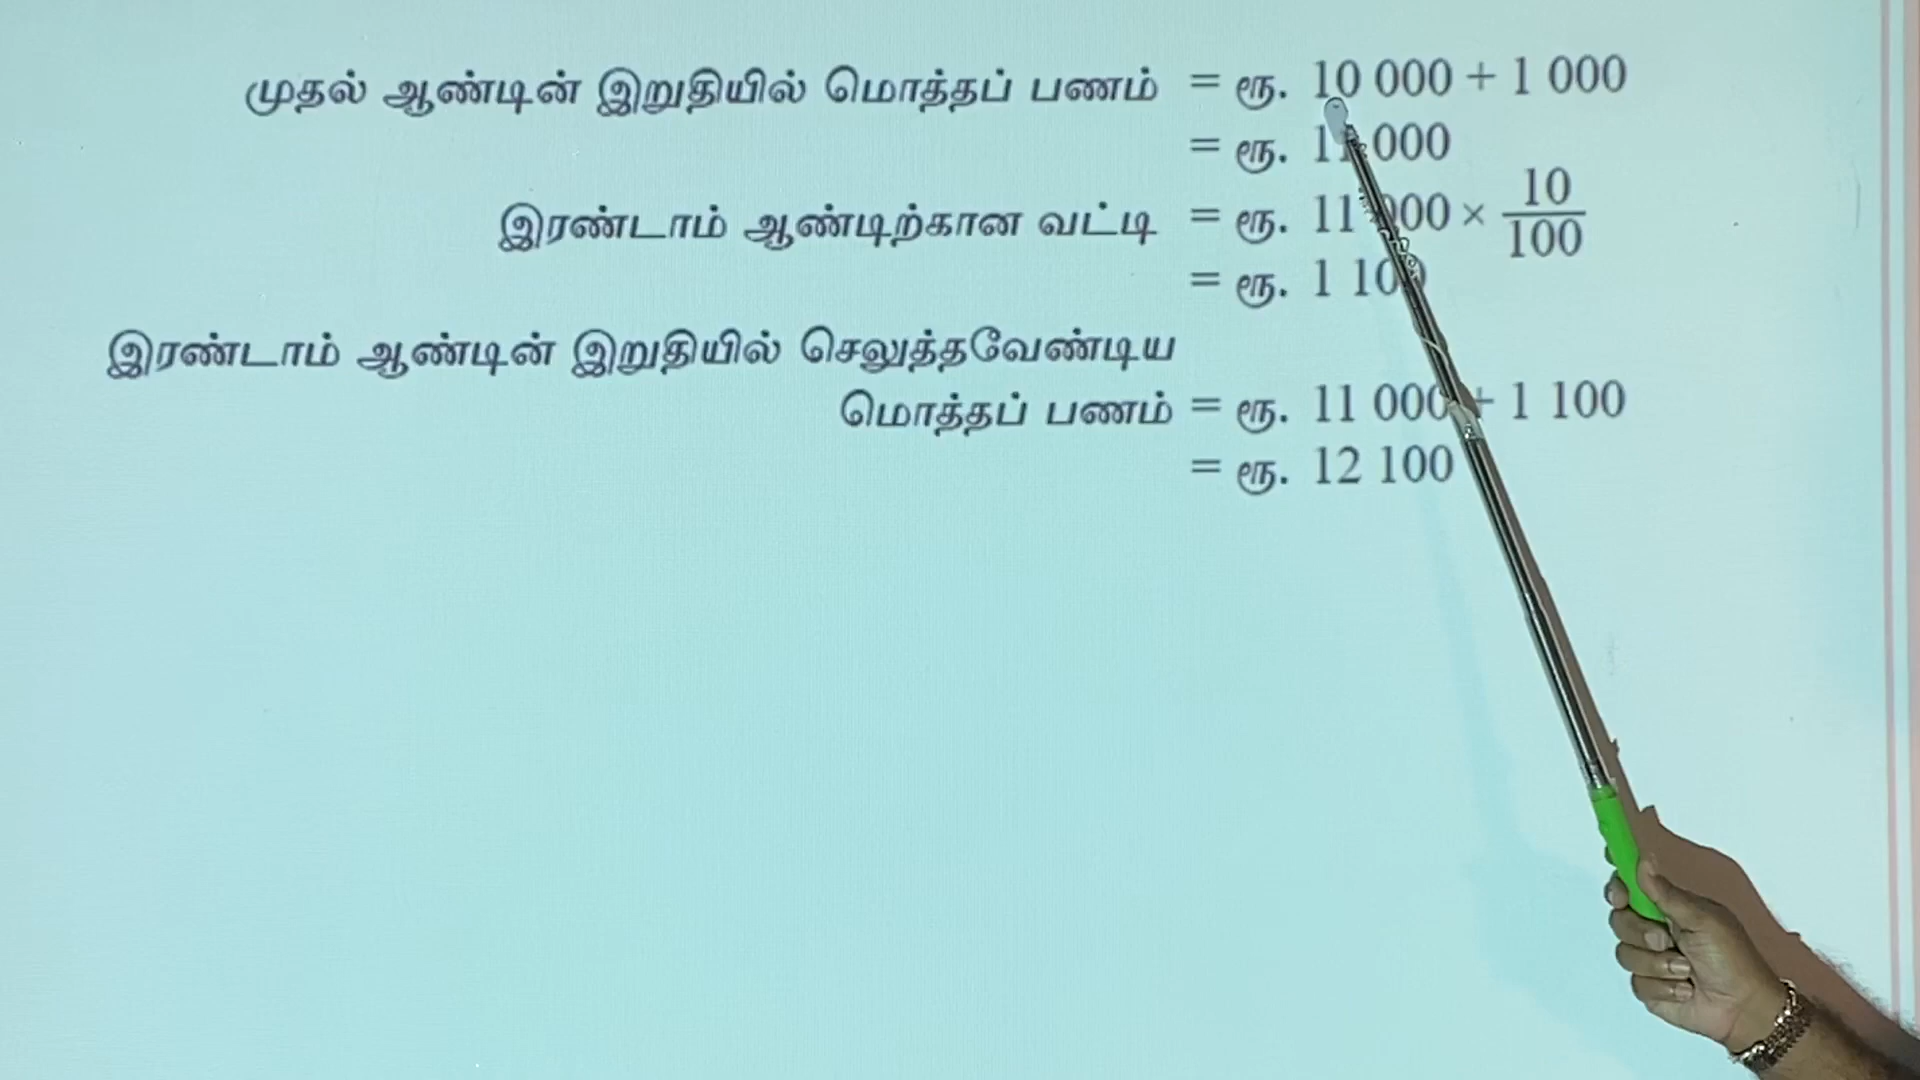 முதல் ஆண்டின் இறுதியில் மொத்தப் பணம் = ரூ. 10 000 + 1 000
= ரூ. 11 000
இரண்டாம் ஆண்டிற்கான வட்டி = ரூ. 11 000 × 10/100
= ரூ. 1 100
இரண்டாம் ஆண்டின் இறுதியில் செலுத்தவேண்டிய
மொத்தப் பணம் = ரூ. 11 000 + 1 100
= ரூ. 12 100